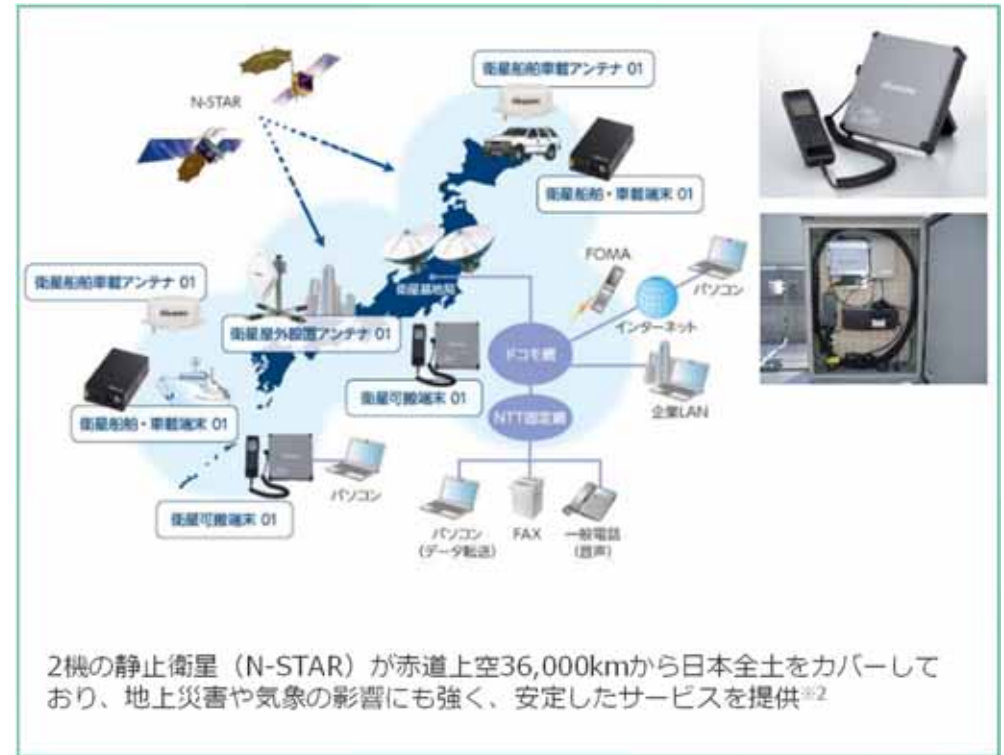 N-STAR
衛星船舶車載アンテナ 01
衛星船舶・車載端末 01
FOMA
パソコン
衛星船舶車載アンテナ 01
衛星基地局
インターネット
衛星屋外設置アンテナ 01
ドコモ網
衛星可搬端末 01
企業LAN
衛星船舶・車載端末 01
NTT固定網
パソコン
衛星可搬端末 01
パソコン
(データ転送)
FAX
一般電話
(音声)
2機の静止衛星（N-STAR）が赤道上空36,000kmから日本全土をカバーして
おり、地上災害や気象の影響にも強く、安定したサービスを提供※2